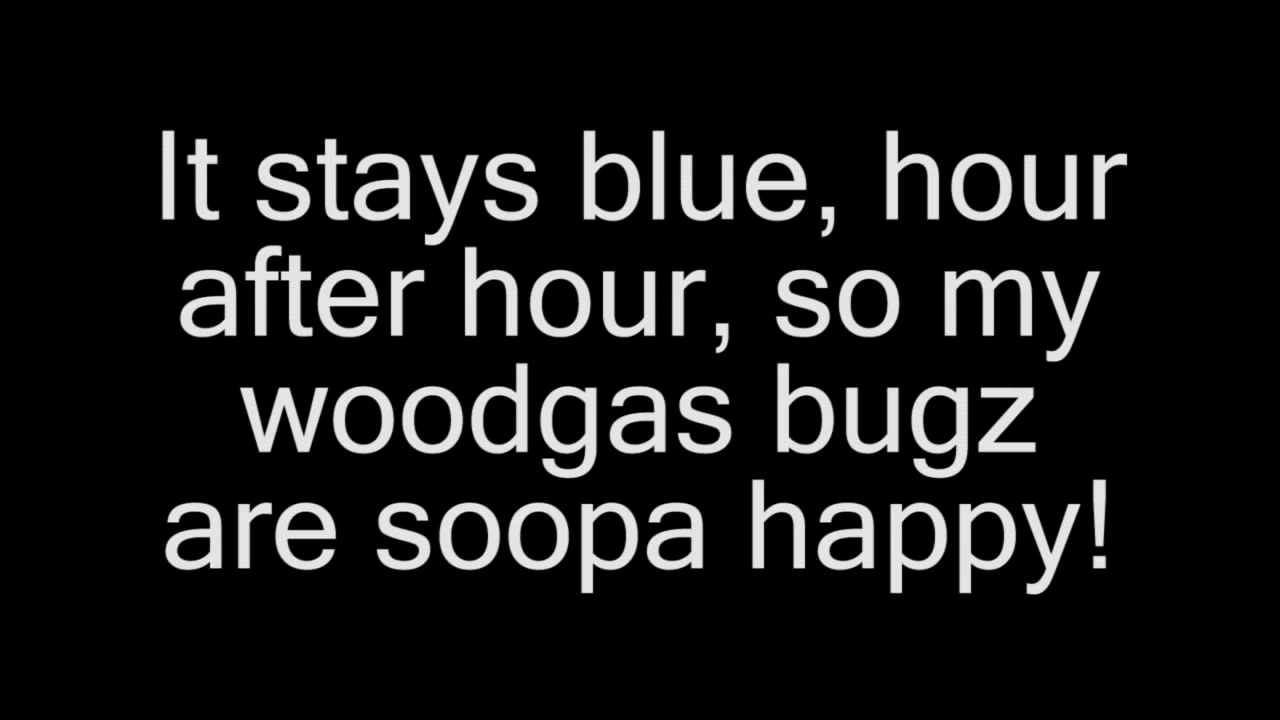 It stays blue, hour
after hour, so my
woodgas bugz
are soopa happy!